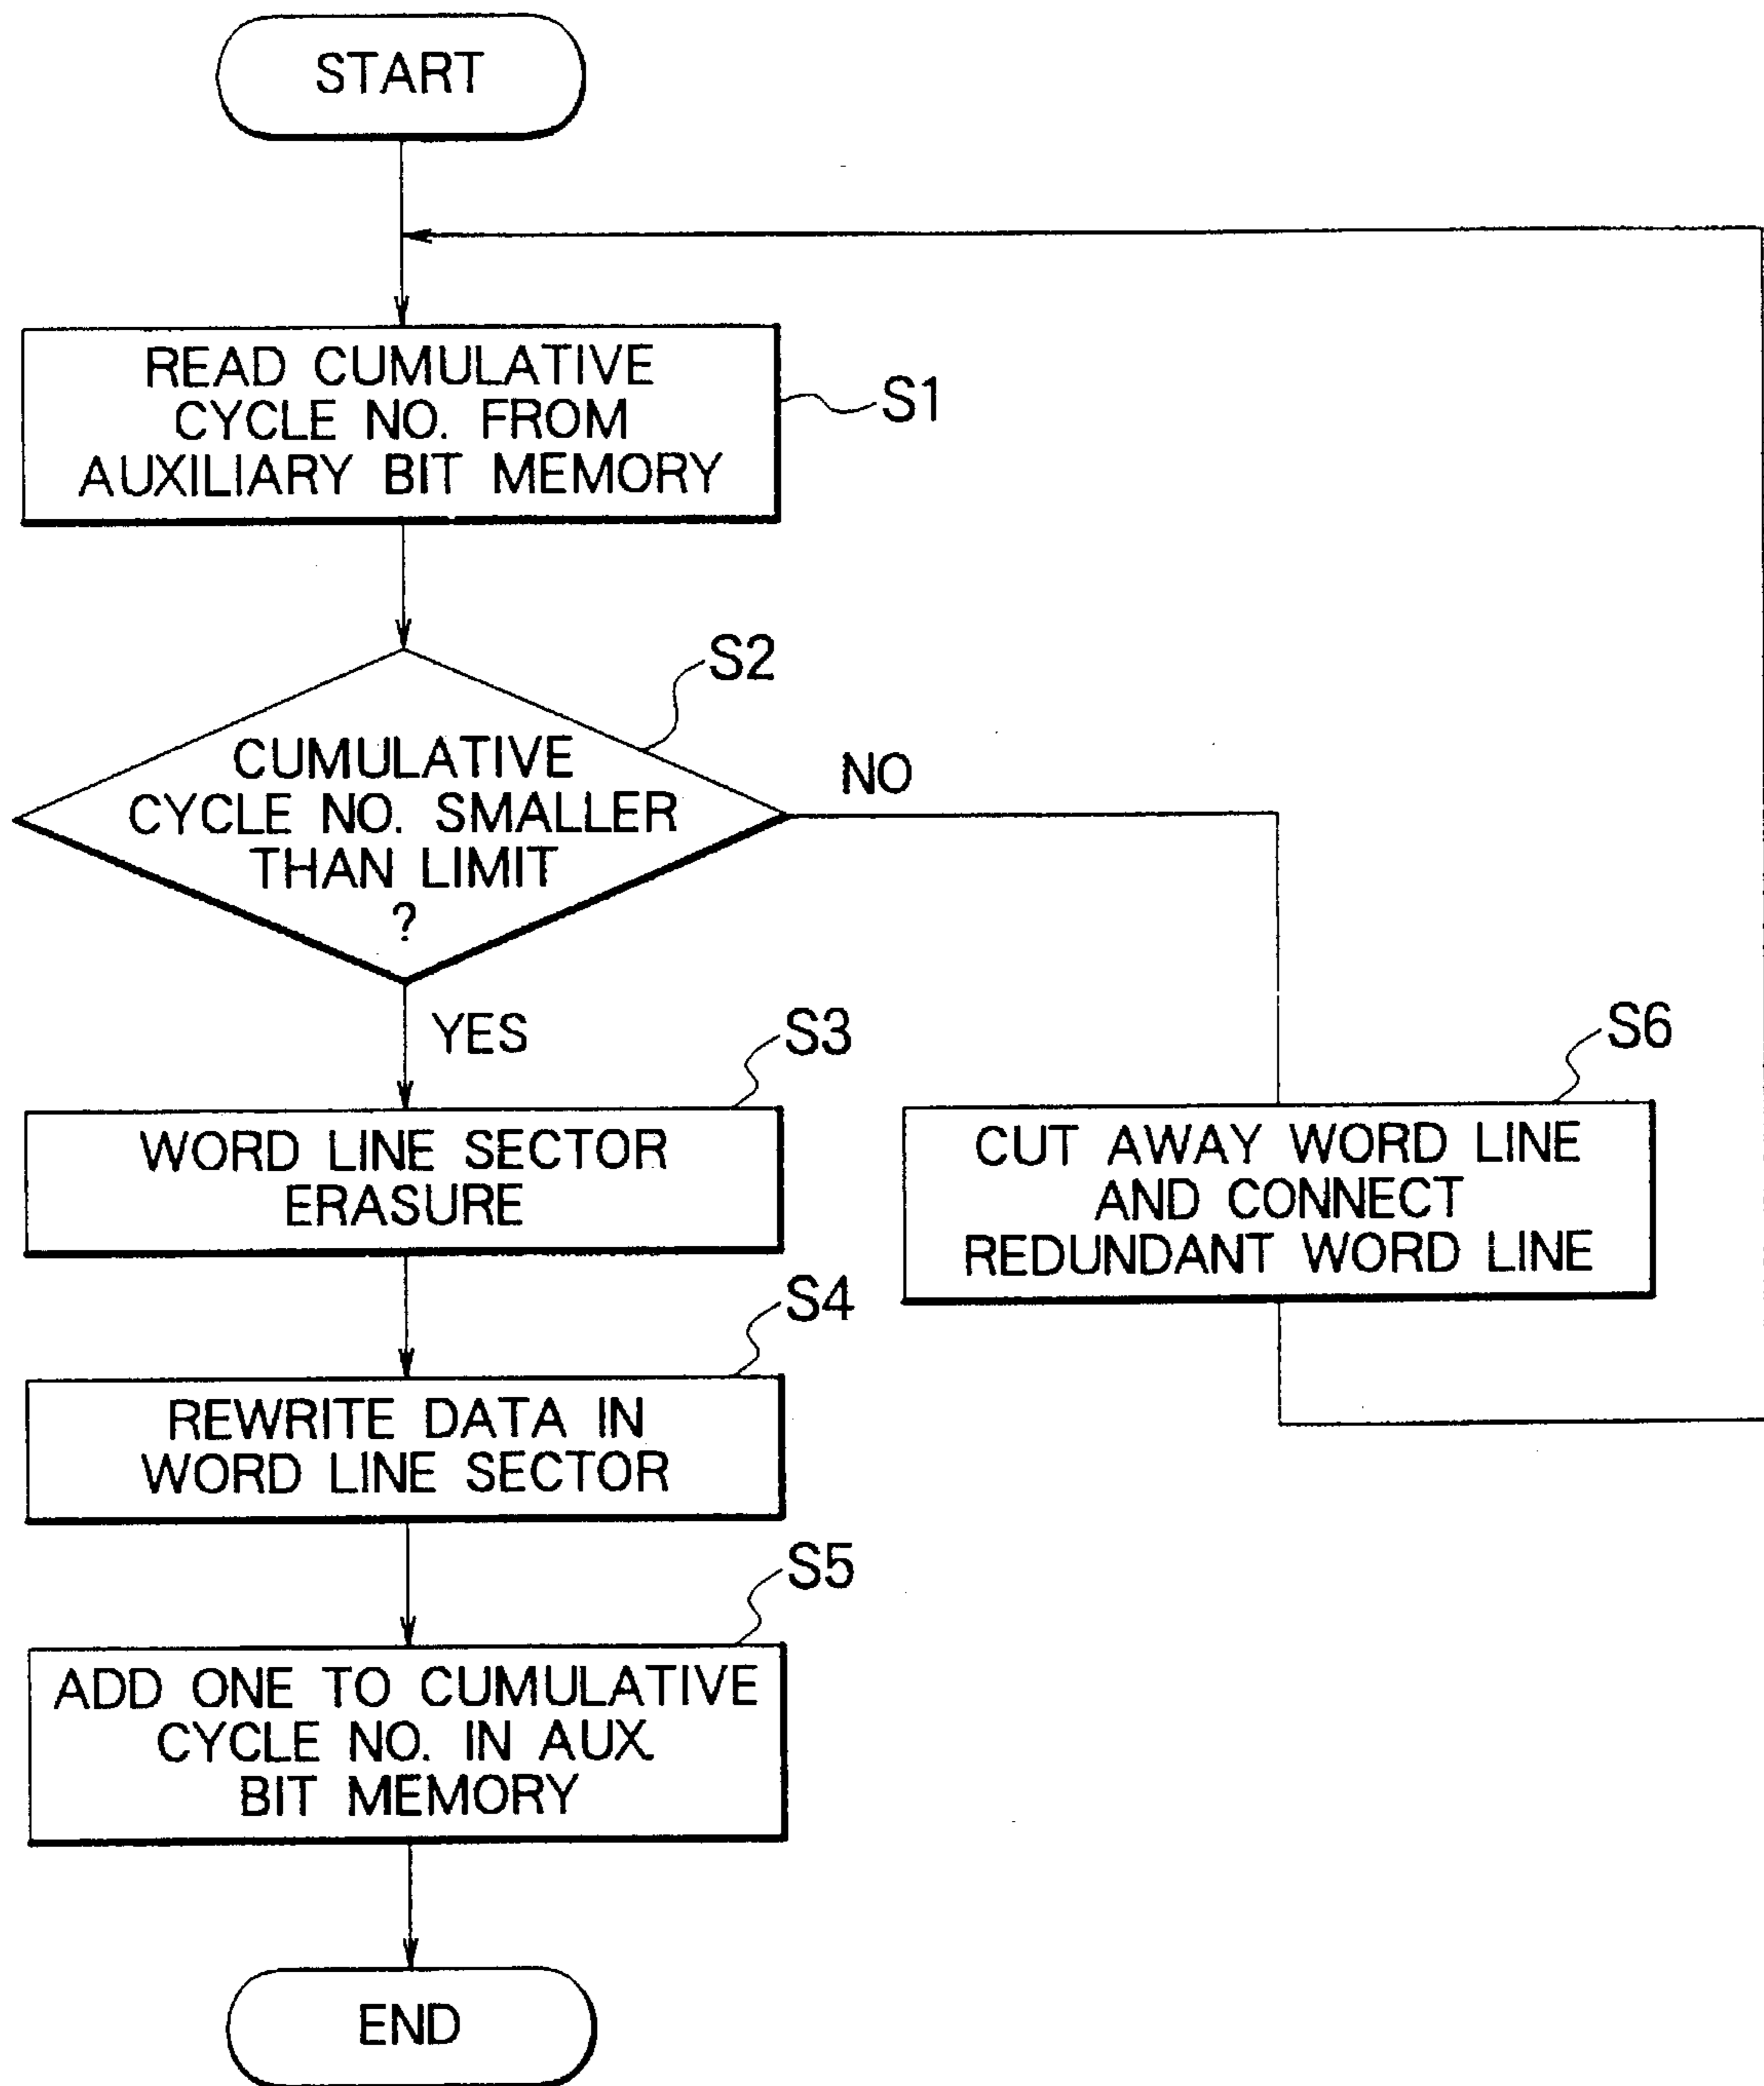 START
READ CUMULATIVE
CYCLE NO. FROM
AUXILIARY BIT MEMORY
S1
S2
CUMULATIVE
CYCLE NO. SMALLER
THAN LIMIT
?
NO
YES
S3
WORD LINE SECTOR
ERASURE
S6
CUT AWAY WORD LINE
AND CONNECT
REDUNDANT WORD LINE
S4
REWRITE DATA IN
WORD LINE SECTOR
S5
ADD ONE TO CUMULATIVE
CYCLE NO. IN AUX.
BIT MEMORY
END